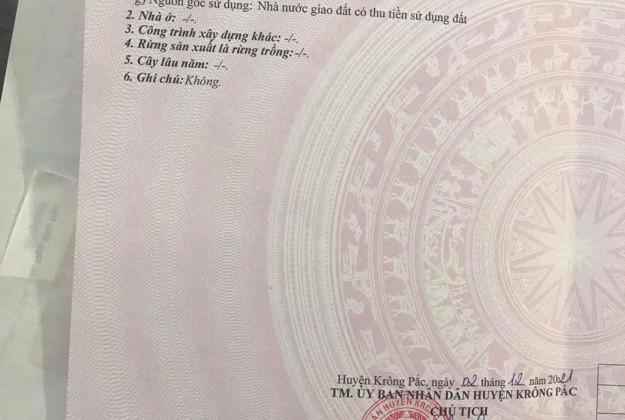 g) Nguồn gốc sử dụng: Nhà nước giao đất có thu tiền sử dụng đất
2. Nhà ở: -/-.
3. Công trình xây dựng khác: -/-.
4. Rừng sản xuất là rừng trồng: -/-.
5. Cây lâu năm: -/-.
6. Ghi chú: Không.
Huyện Krông Pắc, ngày 02 tháng 12 năm 2021
TM. ỦY BAN NHÂN DÂN HUYỆN KRÔNG PẮC
CHỦ TỊCH